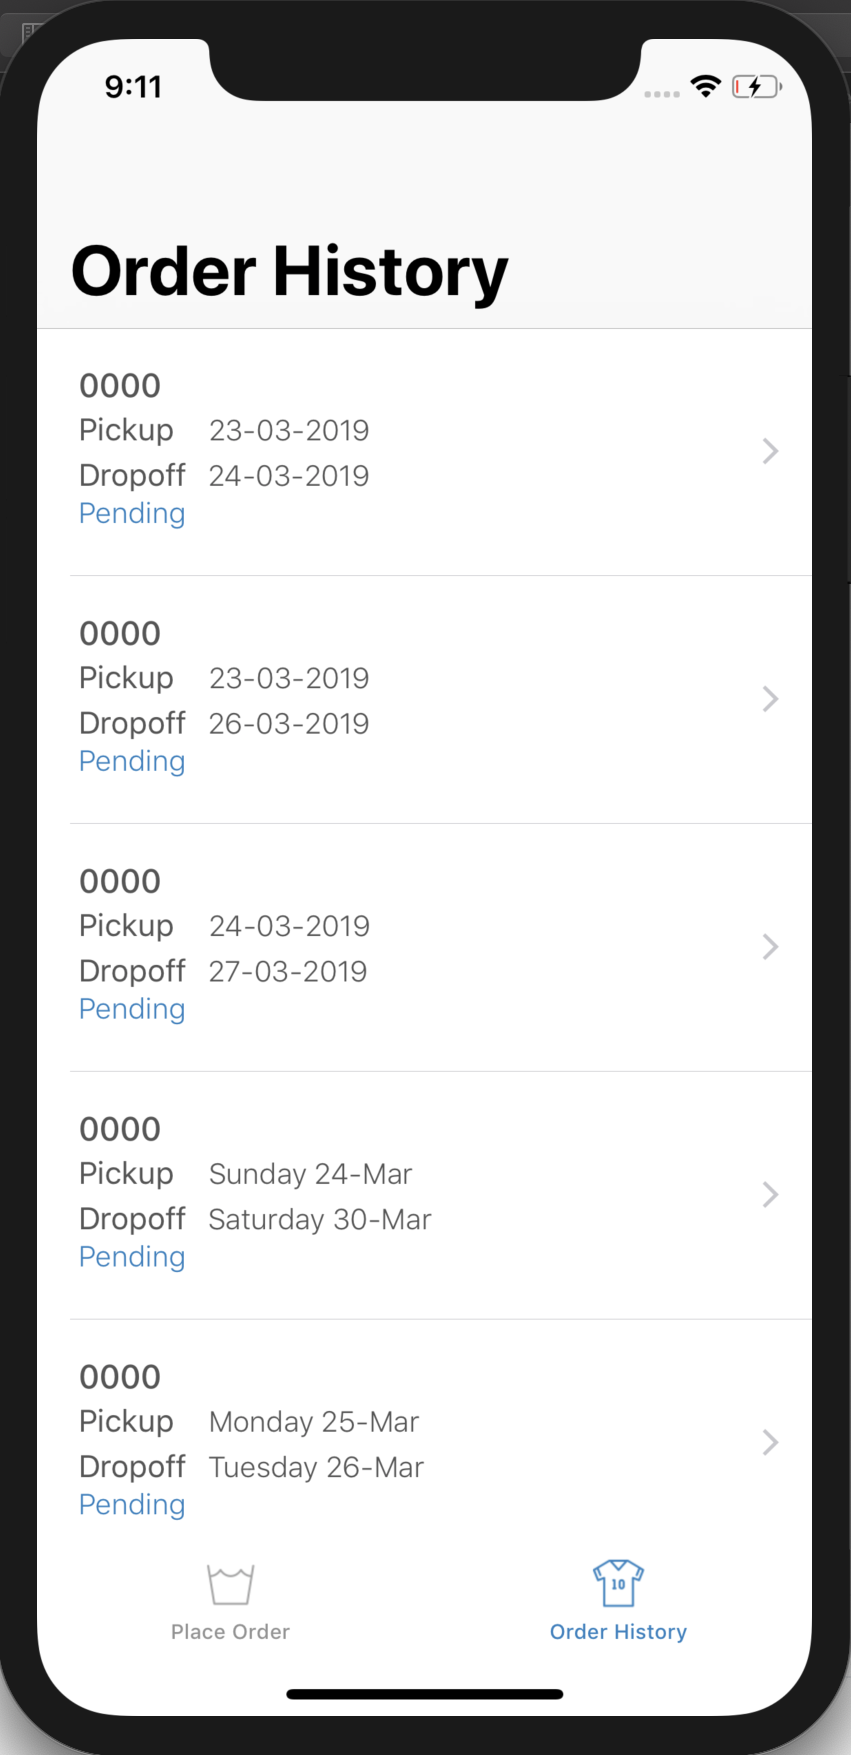 9:11
Order History
0000
Pickup 23-03-2019
Dropoff 24-03-2019
Pending
0000
Pickup 23-03-2019
Dropoff 26-03-2019
Pending
0000
Pickup 24-03-2019
Dropoff 27-03-2019
Pending
0000
Pickup Sunday 24-Mar
Dropoff Saturday 30-Mar
Pending
0000
Pickup Monday 25-Mar
Dropoff Tuesday 26-Mar
Pending
10
Place Order Order History